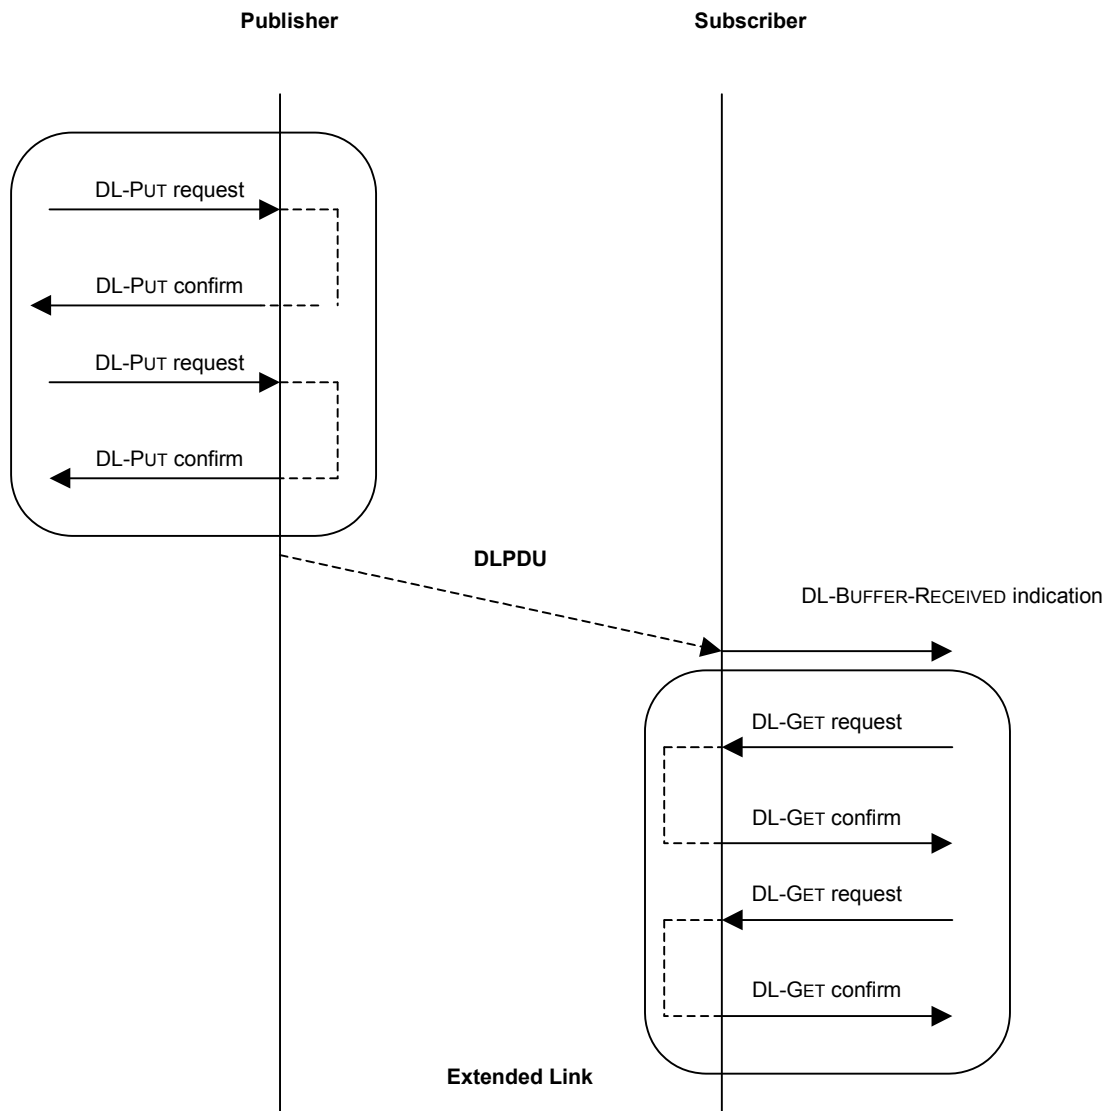 Publisher
Subscriber
DL-PUT request
DL-PUT confirm
DL-PUT request
DL-PUT confirm
DLPDU
DL-BUFFER-RECEIVED indication
DL-GET request
DL-GET confirm
DL-GET request
DL-GET confirm
Extended Link